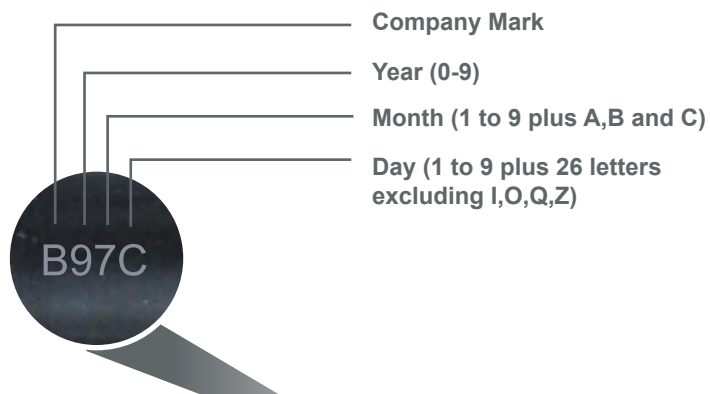 Company Mark
Year (0-9)
Month (1 to 9 plus A,B and C)
Day (1 to 9 plus 26 letters
excluding I,O,Q,Z)
B97C